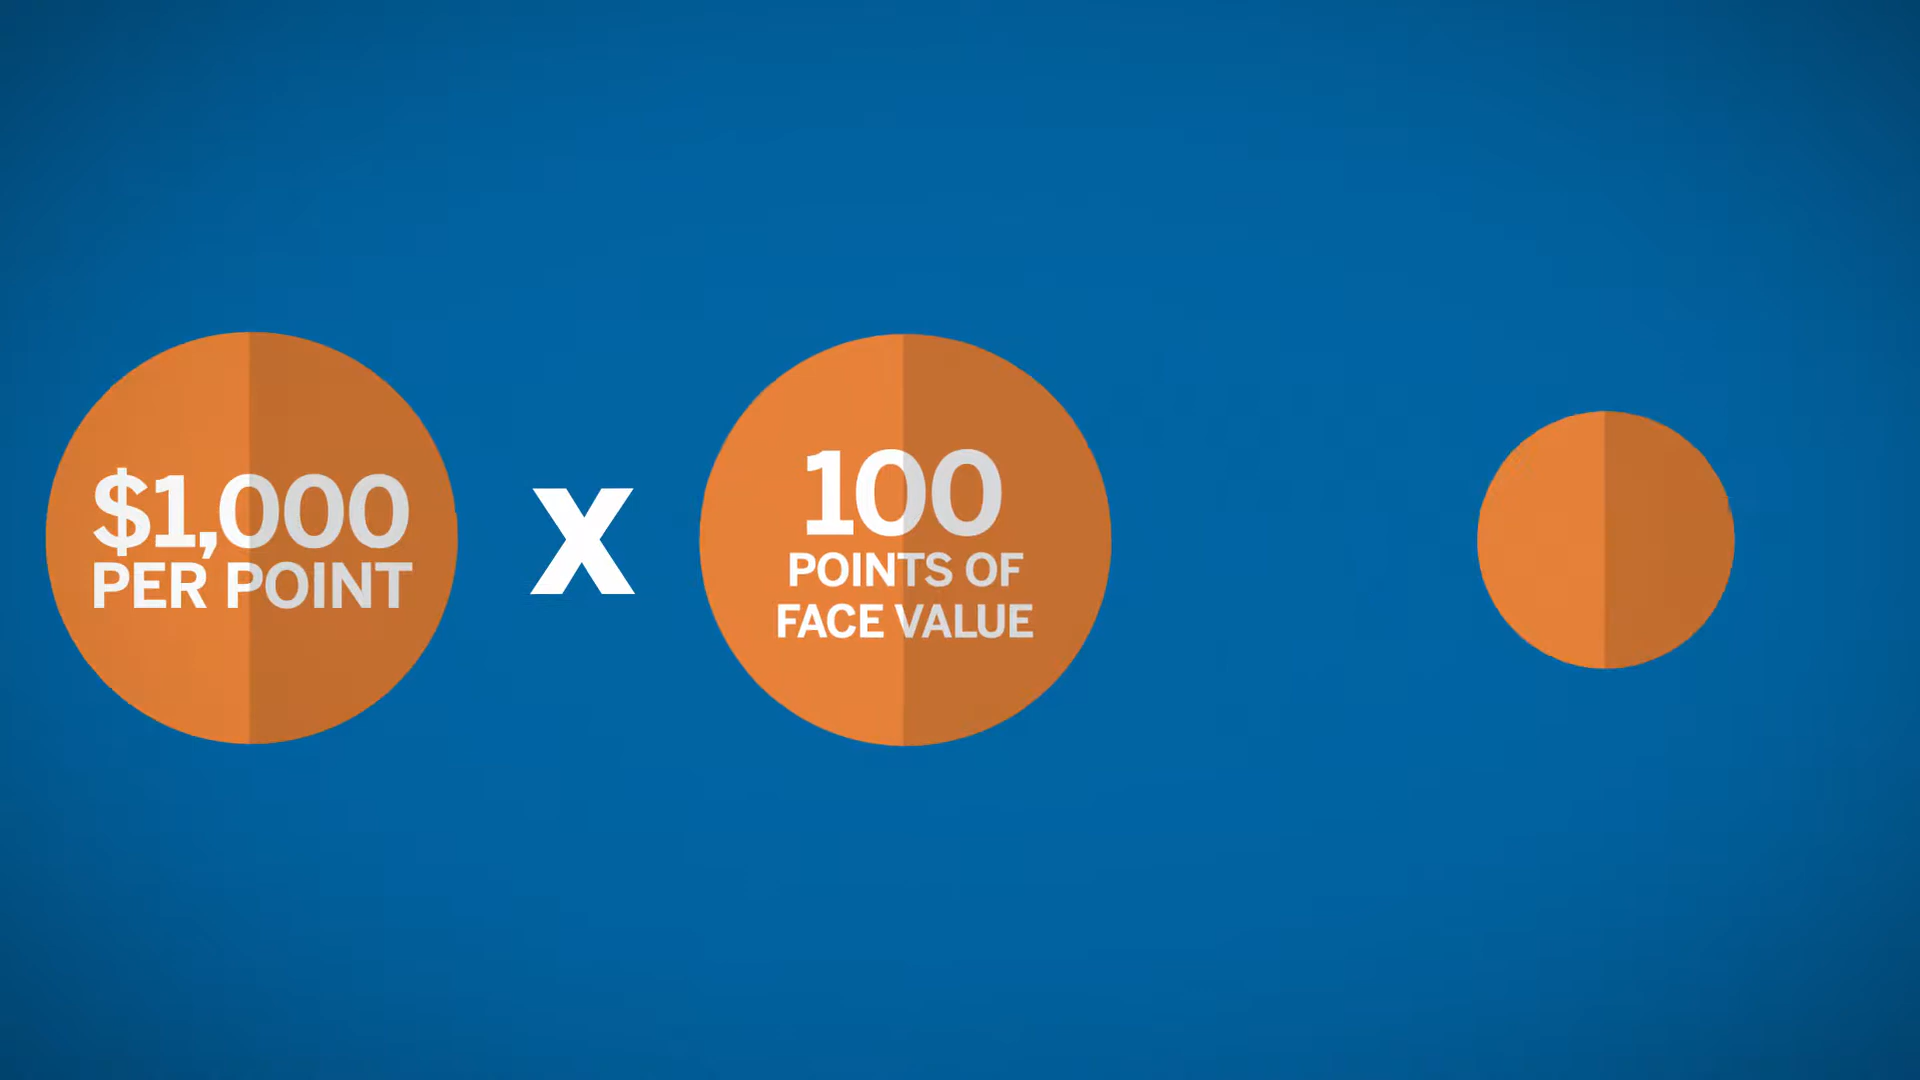 $1,000
PER POINT
X
100
POINTS OF
FACE VALUE